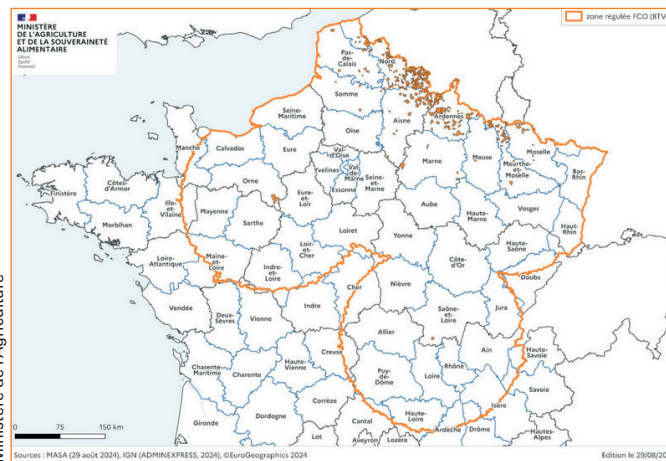 MINISTÈRE
DE L'AGRICULTURE
ET DE LA SOUVERAINETÉ
ALIMENTAIRE
Liberté
Égalité
Fraternité
zone régulée FCO (BTV
Pas-
de-
Calais
Nord
Somme
Seine-
Maritime
Oise
Aisne
Ardennes
Manche
Calvados
Eure
Val-
d'Oise
Yvelines
Val-
de-
Marne
Seine-
et-
Marne
Essonne
Marne
Meuse
Moselle
Meurthe-
et-
Moselle
Bas-
Rhin
Finistère
Côtes-
d'Armor
Morbihan
Ille-
et-
Vilaine
Orne
Mayenne
Sarthe
Eure-
et-Loir
Loiret
Aube
Haute-
Marne
Vosges
Haut-
Rhin
Yonne
Loir-
et-
Cher
Haute-
Saône
Loire-
Atlantique
Maine-
et-Loire
Indre-
et-Loire
Cher
Nièvre
Côte-
d'Or
Doubs
Vendée
Deux-
Sèvres
Vienne
Indre
Jura
Saône-
et-Loire
Allier
Charente-
Maritime
Charente
Haute-
Vienne
Creuse
Puy-
de-
Dôme
Loire
Rhône
Ain
Haute-
Savoie
Savoie
Isère
Corrèze
Dordogne
Gironde
Lot
Cantal
Aveyron
Lozère
Haute-
Loire
Ardèche
Drôme
Hautes-
Alpes
0 75 150 km
Sources : MASA (29 août 2024), IGN (ADMINEXPRESS, 2024), ©EuroGeographics 2024
Edition le 29/08/20
Ministère de l'Agriculture